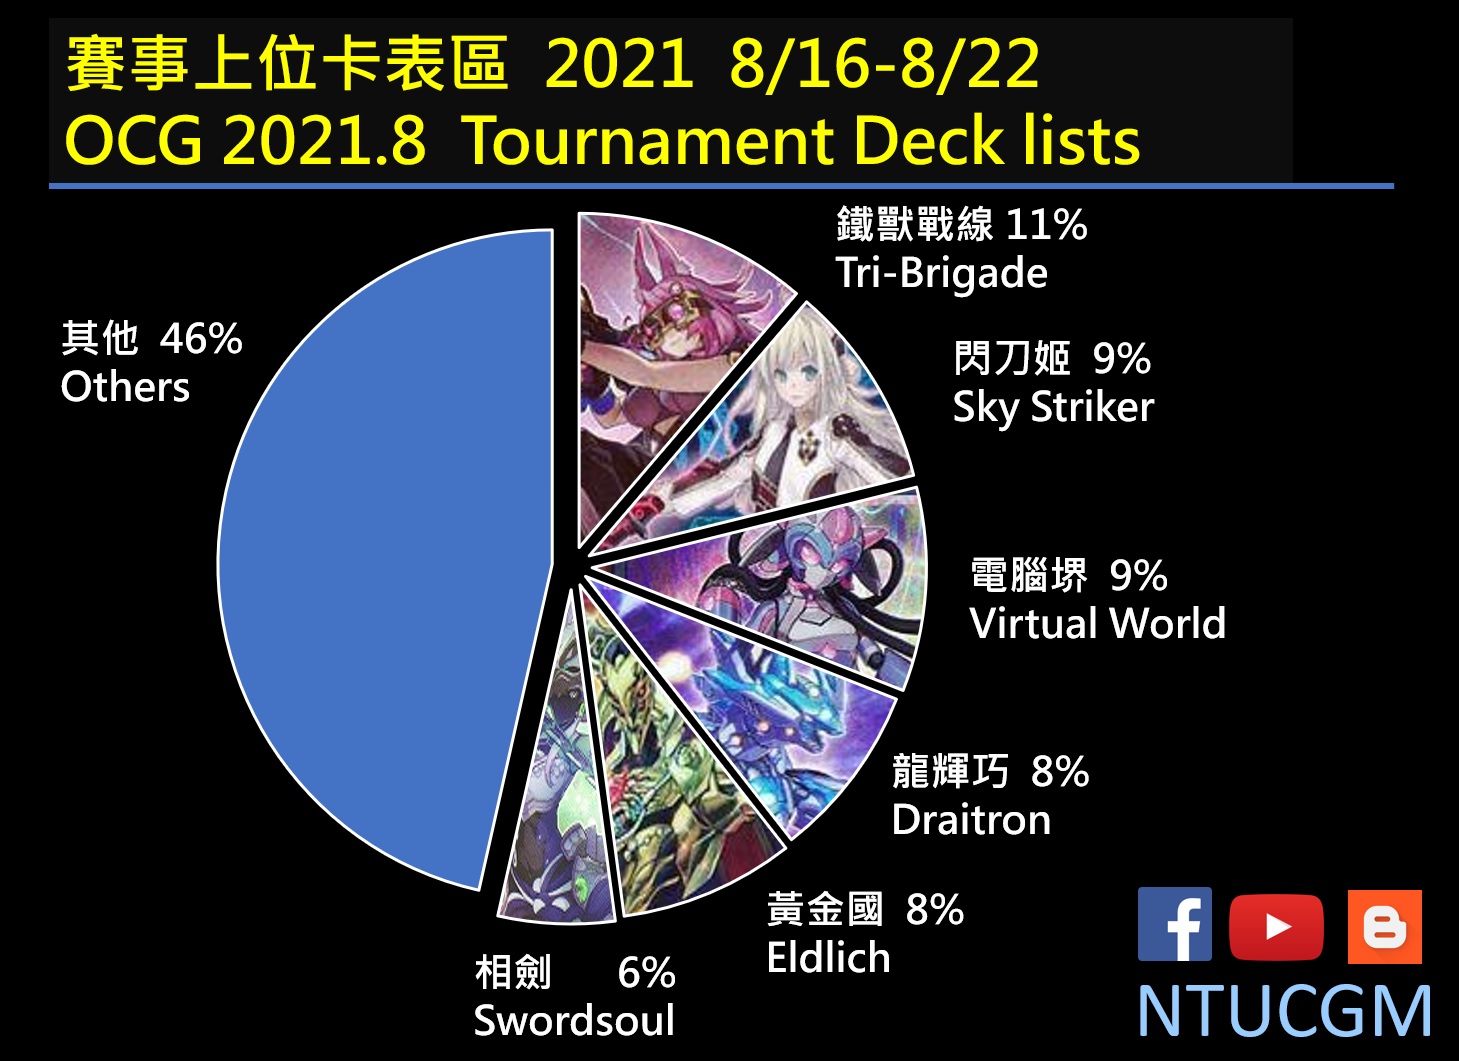 賽事上位卡表區 2021 8/16-8/22
OCG 2021.8 Tournament Deck lists
鐵獸戰線 11%
Tri-Brigade
閃刀姬 9%
Sky Striker
電腦堺 9%
Virtual World
龍輝巧 8%
Draitron
黃金國 8%
Eldlich
相劍 6%
Swordsoul
其他 46%
Others
NTUCGM